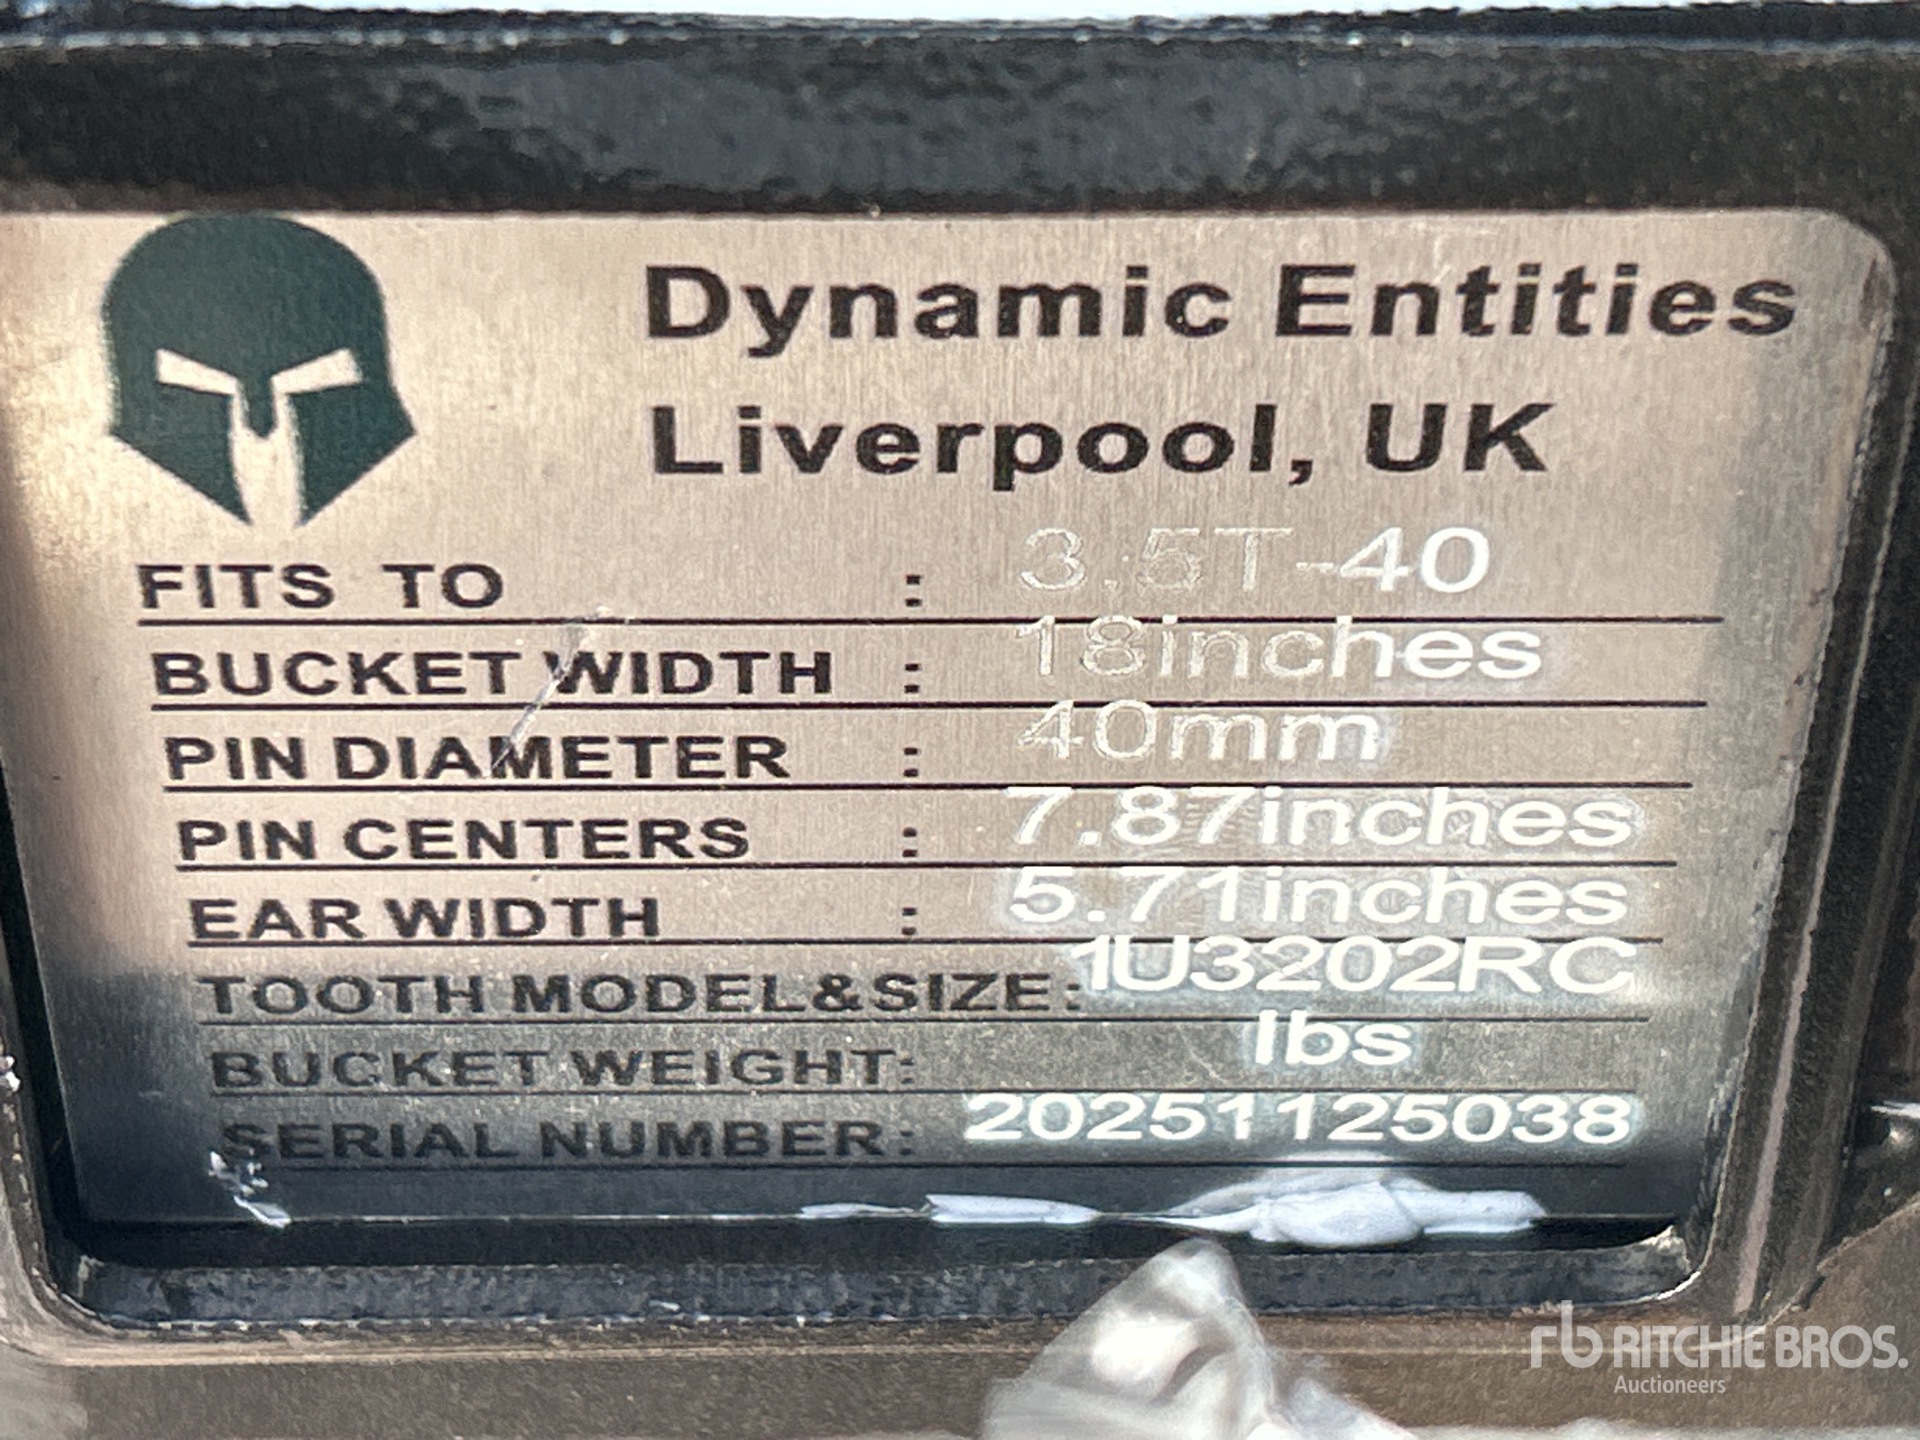 Dynamic Entities
Liverpool, UK
FITS TO : 3.5T-40
BUCKET WIDTH : 18inches
PIN DIAMETER : 40mm
PIN CENTERS : 7.87inches
EAR WIDTH : 5.71inches
TOOTH MODEL&SIZE: 1U3202RC
BUCKET WEIGHT: lbs
SERIAL NUMBER: 20251125038
rb RITCHIE BROS.
Auctioneers